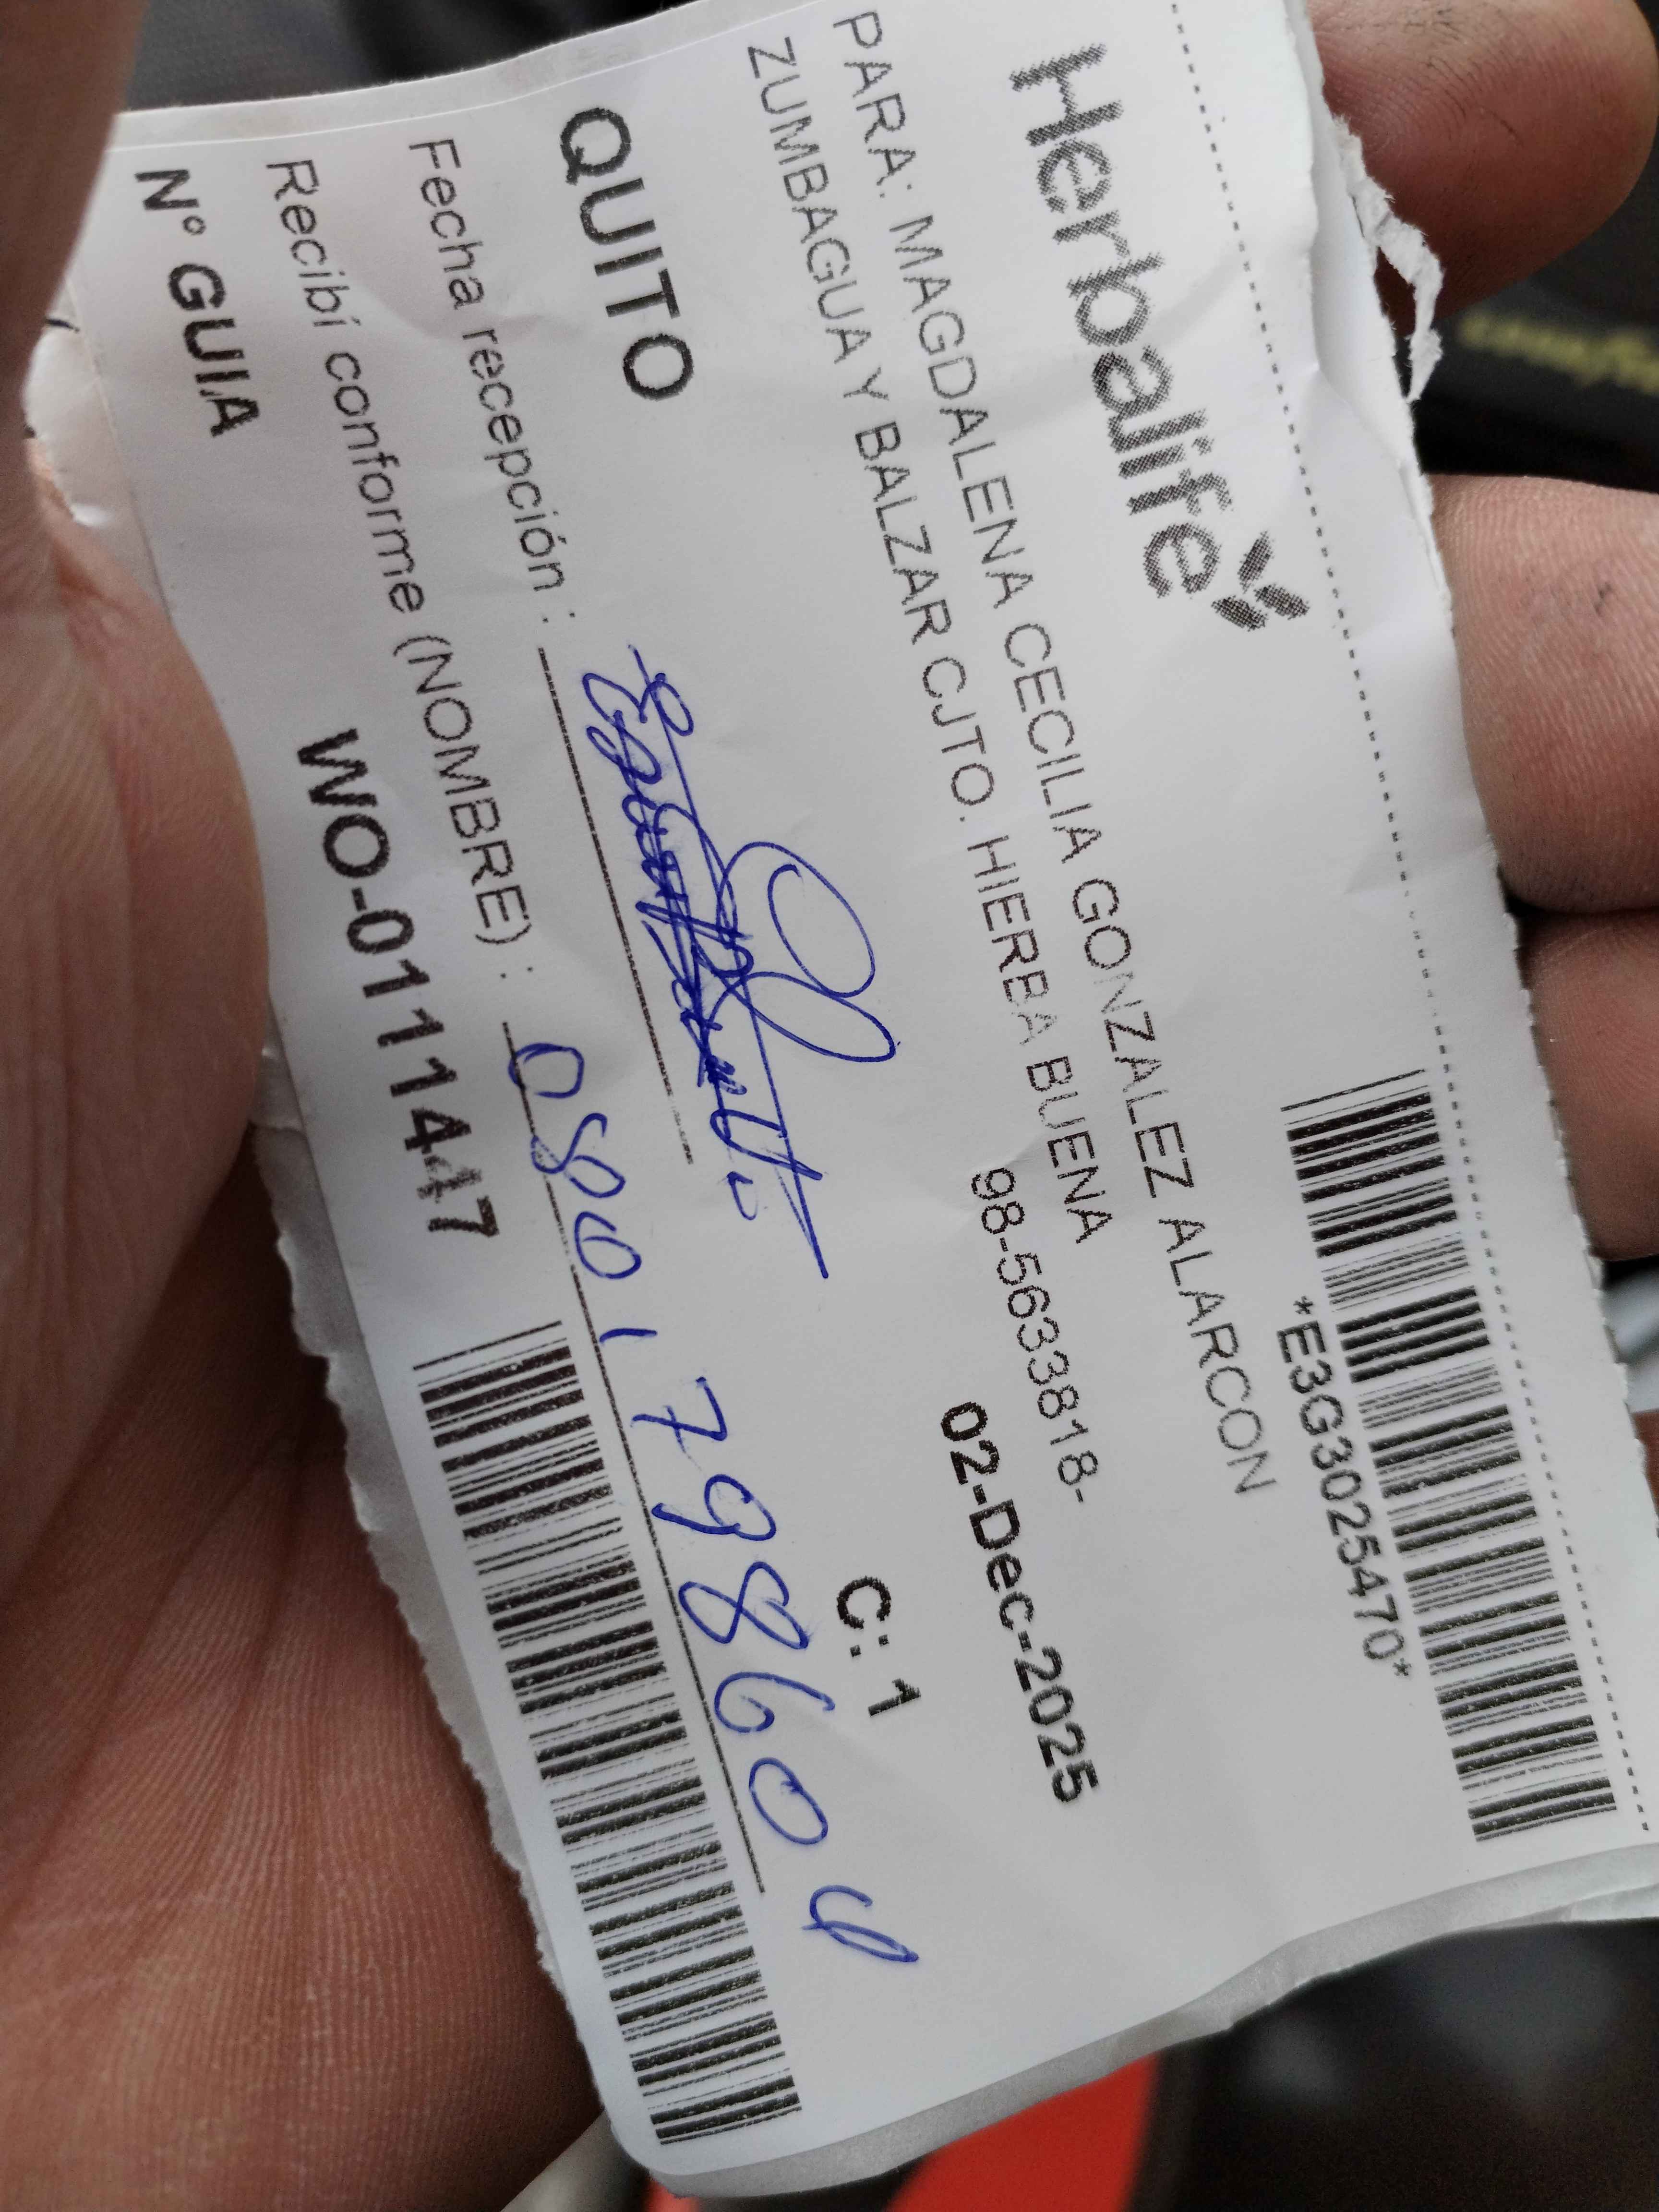 Herbalife
*E3G3025470*
PARA: MAGDALENA CECILIA GONZALEZ ALARCON
ZUMBAGUA Y BALZAR CJTO. HIERBA BUENA
98-5633818-
02-Dec-2025
QUITO
C: 1
Fecha recepción :
Recibí conforme (NOMBRE) : 0801798604
N° GUIA WO-0111447